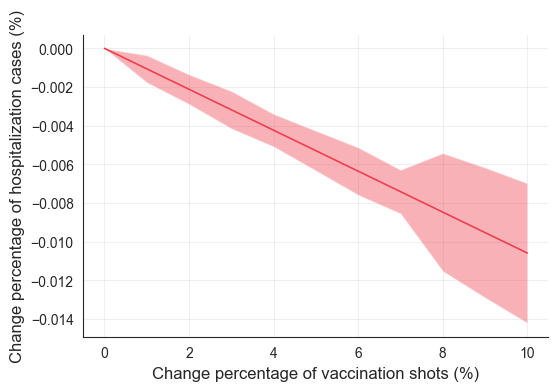 Change percentage of hospitalization cases (%)
0.000
−0.002
−0.004
−0.006
−0.008
−0.010
−0.012
−0.014
0 2 4 6 8 10
Change percentage of vaccination shots (%)